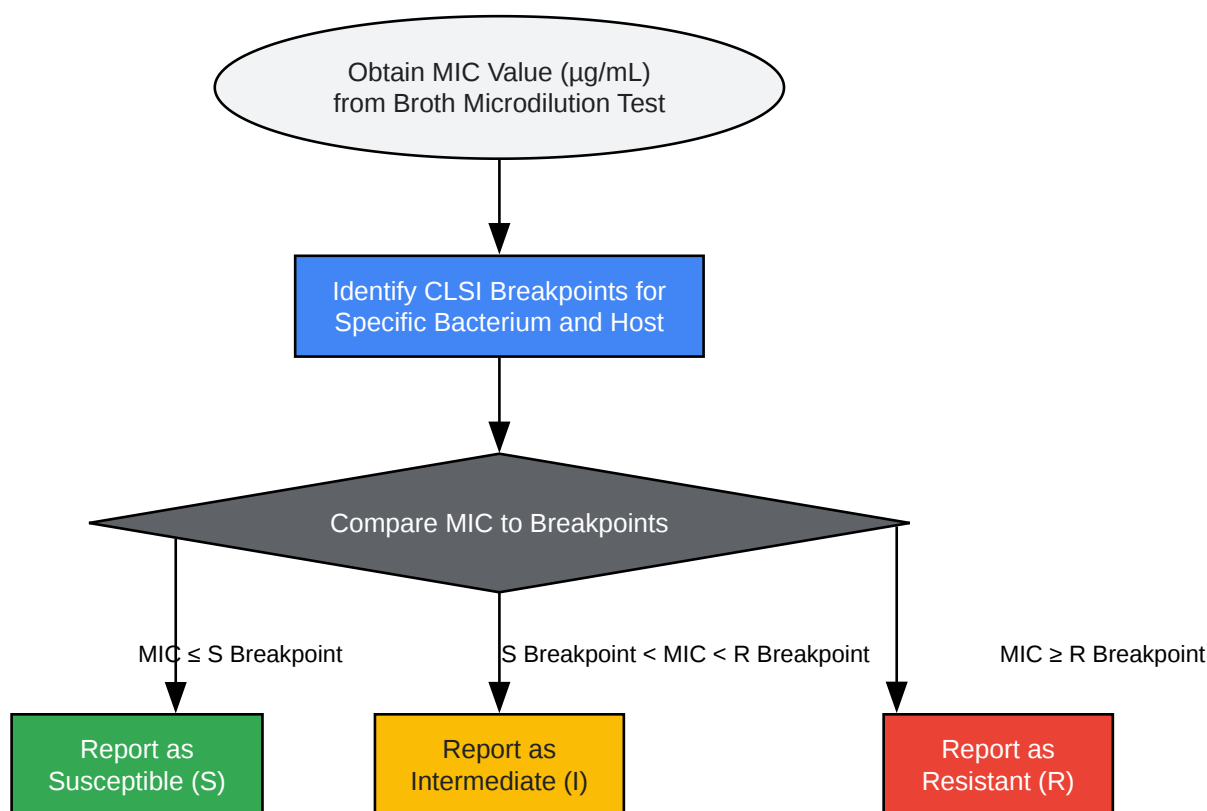 Obtain MIC Value (µg/mL)
from Broth Microdilution Test
Identify CLSI Breakpoints for
Specific Bacterium and Host
Compare MIC to Breakpoints
MIC ≤ S Breakpoint
S Breakpoint < MIC < R Breakpoint
MIC ≥ R Breakpoint
Report as
Susceptible (S)
Report as
Intermediate (I)
Report as
Resistant (R)